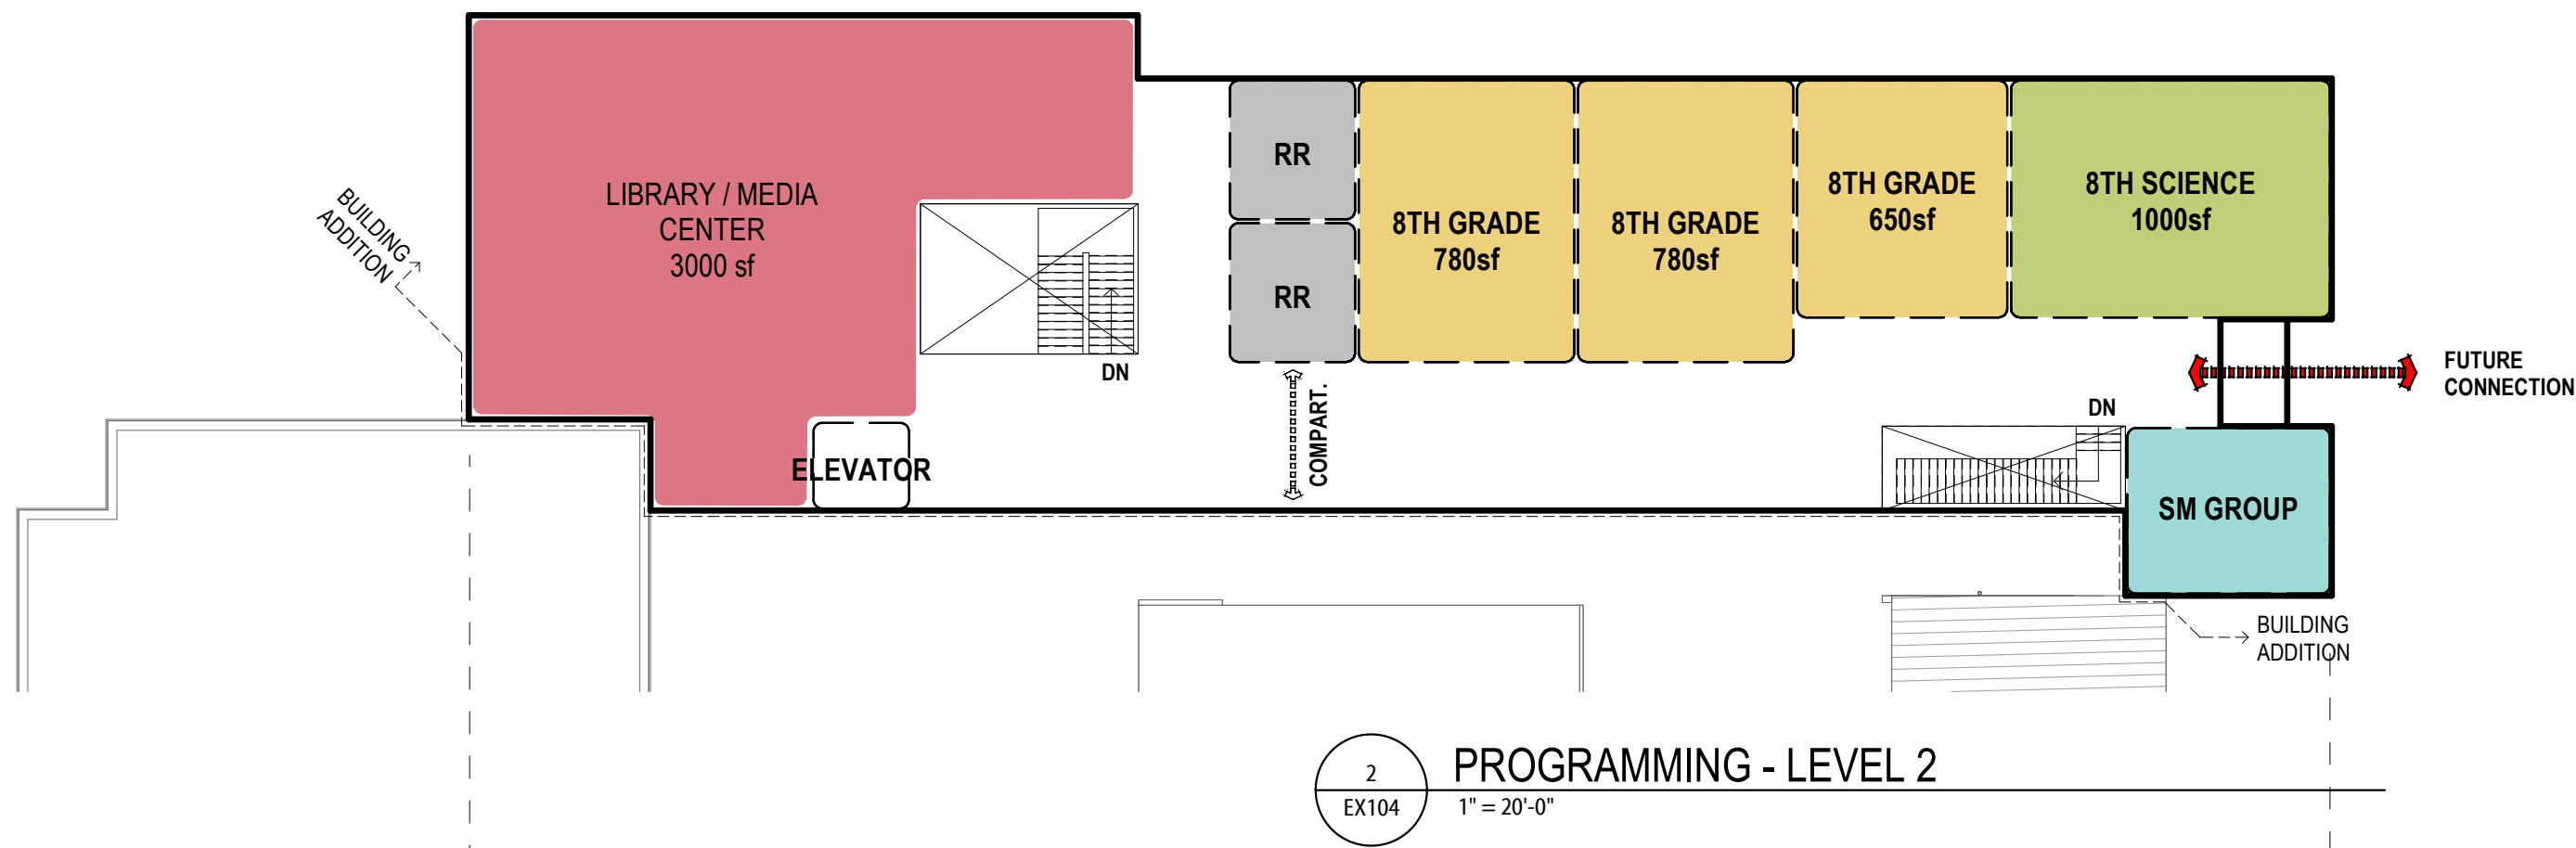 BUILDING
ADDITION
LIBRARY / MEDIA
CENTER
3000 sf
ELEVATOR
DN
RR
RR
COMPART.
8TH GRADE
780sf
8TH GRADE
780sf
8TH GRADE
650sf
8TH SCIENCE
1000sf
FUTURE
CONNECTION
DN
SM GROUP
BUILDING
ADDITION
2
EX104
PROGRAMMING - LEVEL 2
1" = 20'-0"